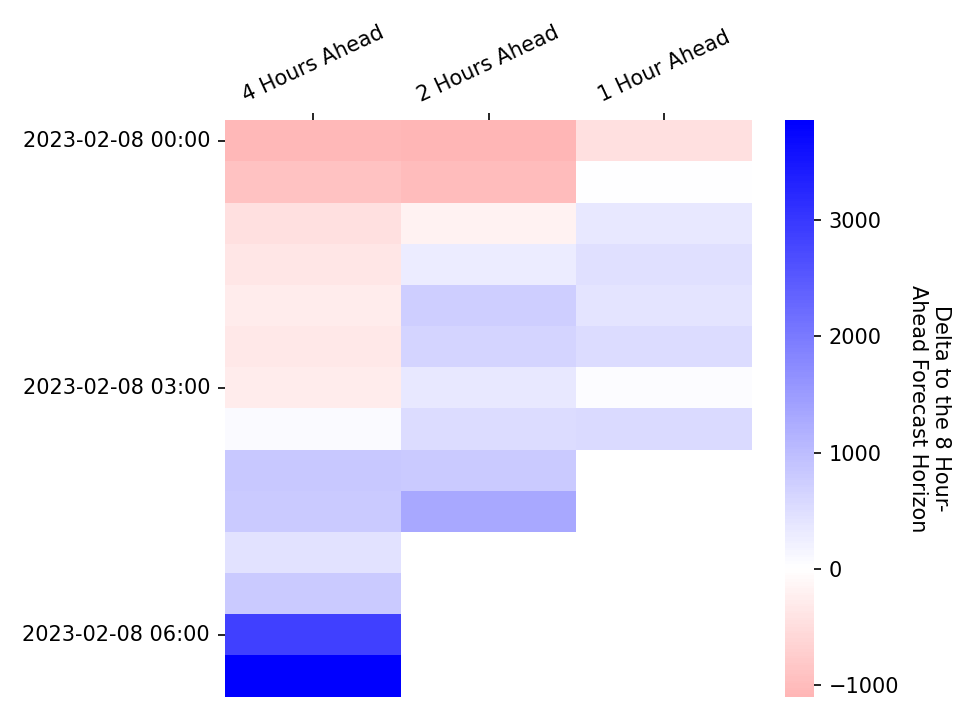 4 Hours Ahead
2 Hours Ahead
1 Hour Ahead
2023-02-08 00:00
2023-02-08 03:00
2023-02-08 06:00
3000
2000
1000
0
−1000
Delta to the 8 Hour-
Ahead Forecast Horizon